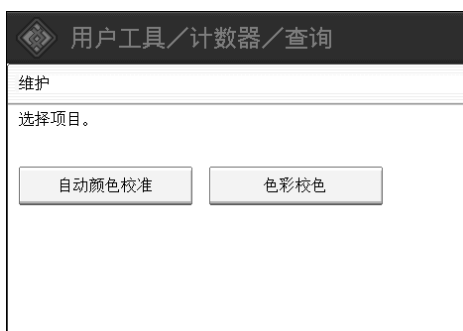 用户工具／计数器／查询
维护
选择项目。
自动颜色校准 色彩校色